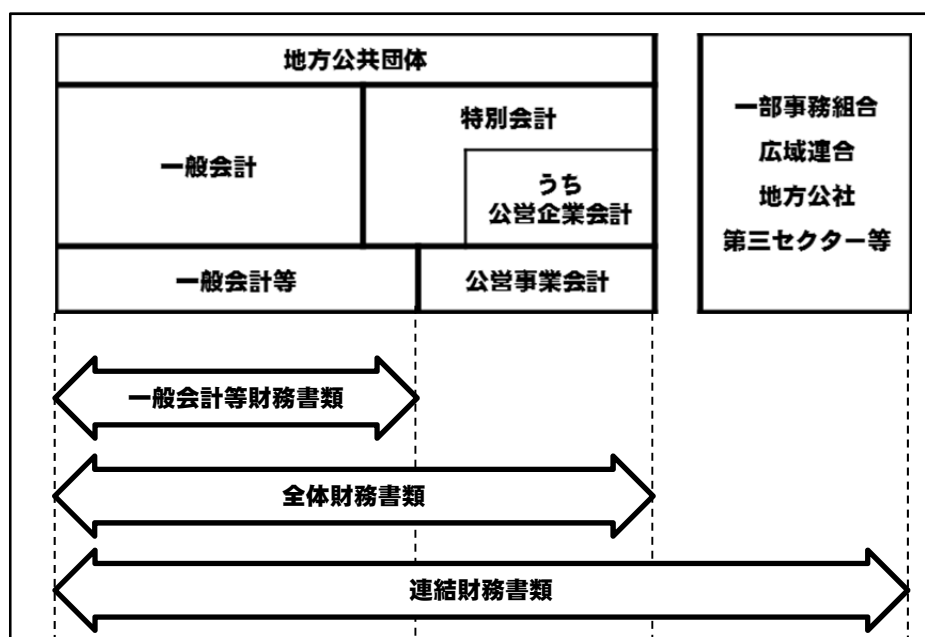 地方公共団体
一般会計
特別会計
うち
公営企業会計
一般会計等
公営事業会計
一部事務組合
広域連合
地方公社
第三セクター等
一般会計等財務書類
全体財務書類
連結財務書類